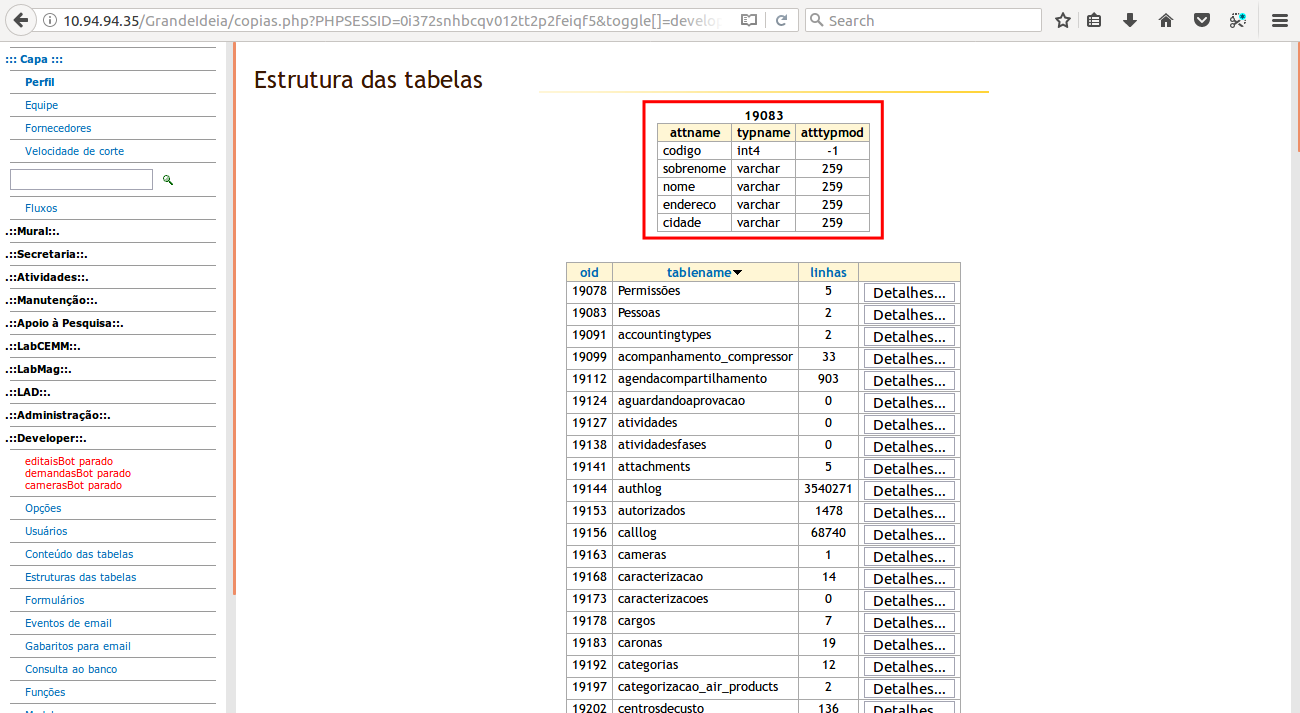 10.94.94.35/GrandeIdeia/copias.php?PHPSESSID=0i372snhbcqv012tt2p2feiqf5&toggle[]=develo
Search
::: Capa :::
Perfil
Equipe
Fornecedores
Velocidade de corte
Fluxos
.::Mural::.
.::Secretaria::.
.::Atividades::.
.::Manutenção::.
.::Apoio à Pesquisa::.
.::LabCEMM::.
.::LabMag::.
.::LAD::.
.::Administração::.
.::Developer::.
editaisBot parado
demandasBot parado
camerasBot parado
Opções
Usuários
Conteúdo das tabelas
Estruturas das tabelas
Formulários
Eventos de email
Gabaritos para email
Consulta ao banco
Funções
Estrutura das tabelas
19083
attname typname atttypmod
codigo int4 -1
sobrenome varchar 259
nome varchar 259
endereco varchar 259
cidade varchar 259
oid tablename linhas
19078 Permissões 5 Detalhes...
19083 Pessoas 2 Detalhes...
19091 accountingtypes 2 Detalhes...
19099 acompanhamento_compressor 33 Detalhes...
19112 agendacompartilhamento 903 Detalhes...
19124 aguardandoaprovacao 0 Detalhes...
19127 atividades 0 Detalhes...
19138 atividadesfases 0 Detalhes...
19141 attachments 5 Detalhes...
19144 authlog 3540271 Detalhes...
19153 autorizados 1478 Detalhes...
19156 calllog 68740 Detalhes...
19163 cameras 1 Detalhes...
19168 caracterizacao 14 Detalhes...
19173 caracterizacoes 0 Detalhes...
19178 cargos 7 Detalhes...
19183 caronas 19 Detalhes...
19192 categorias 12 Detalhes...
19197 categorizacao_air_products 2 Detalhes...
19202 centrosdecusto 136 Detalhes...